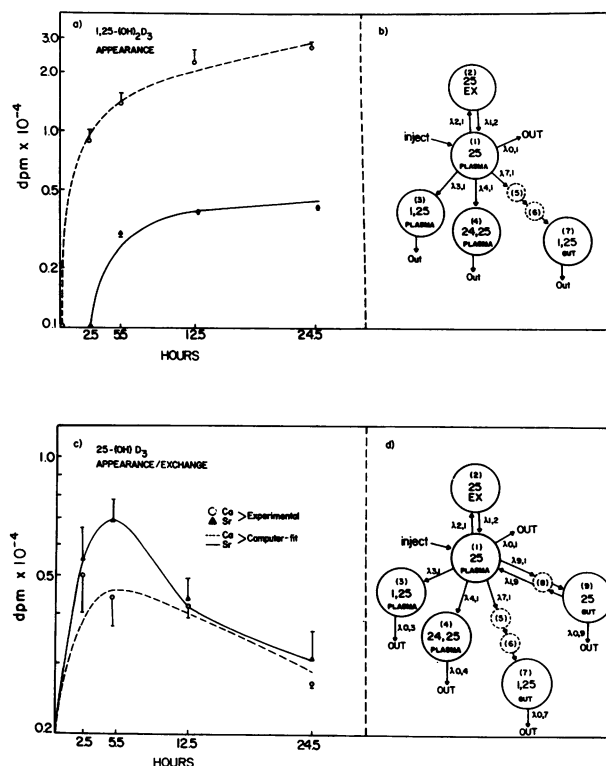 a)
1,25-(OH)₂D₃
APPEARANCE
3.0
2.0
1.0
0.5
0.2
0.1
dpm x 10⁻⁴
2.5
5.5
12.5
24.5
HOURS
b)
(2)
25
EX
λ2,1
λ1,2
inject
OUT
λ0,1
(1)
25
PLASMA
λ7,1
λ3,1
λ4,1
(5)
(6)
(3)
1,25
PLASMA
(4)
24,25
PLASMA
(7)
1,25
GUT
Out
Out
Out
c)
25-(OH) D₃
APPEARANCE/EXCHANGE
1.0
0.5
0.2
dpm x 10⁻⁴
Ca
Sr
Experimental
Ca
Sr
Computer-fit
2.5
5.5
12.5
24.5
HOURS
d)
(2)
25
EX
λ2,1
λ1,2
inject
OUT
λ0,1
(1)
25
PLASMA
λ9,1
λ1,9
(8)
(9)
25
GUT
λ3,1
λ4,1
λ7,1
(5)
(6)
(3)
1,25
PLASMA
(4)
24,25
PLASMA
(7)
1,25
GUT
λ0,3
OUT
λ0,4
OUT
λ0,7
OUT
λ0,9
OUT